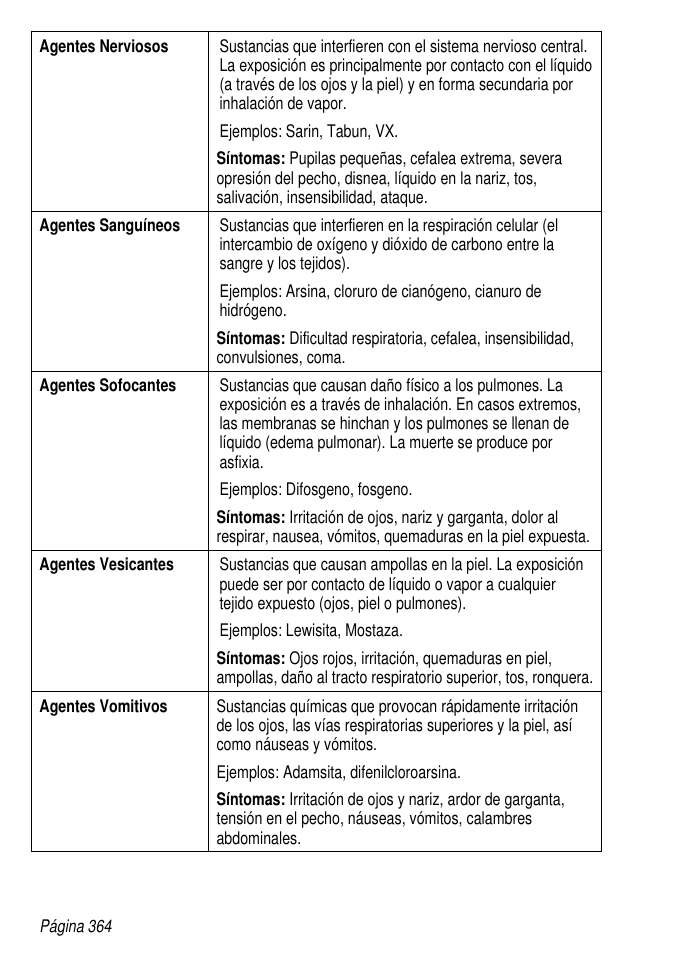 Agentes Nerviosos
Sustancias que interfieren con el sistema nervioso central.
La exposición es principalmente por contacto con el líquido
(a través de los ojos y la piel) y en forma secundaria por
inhalación de vapor.
Ejemplos: Sarin, Tabun, VX.
Síntomas: Pupilas pequeñas, cefalea extrema, severa
opresión del pecho, disnea, líquido en la nariz, tos,
salivación, insensibilidad, ataque.
Agentes Sanguíneos
Sustancias que interfieren en la respiración celular (el
intercambio de oxígeno y dióxido de carbono entre la
sangre y los tejidos).
Ejemplos: Arsina, cloruro de cianógeno, cianuro de
hidrógeno.
Síntomas: Dificultad respiratoria, cefalea, insensibilidad,
convulsiones, coma.
Agentes Sofocantes
Sustancias que causan daño físico a los pulmones. La
exposición es a través de inhalación. En casos extremos,
las membranas se hinchan y los pulmones se llenan de
líquido (edema pulmonar). La muerte se produce por
asfixia.
Ejemplos: Difosgeno, fosgeno.
Síntomas: Irritación de ojos, nariz y garganta, dolor al
respirar, nausea, vómitos, quemaduras en la piel expuesta.
Agentes Vesicantes
Sustancias que causan ampollas en la piel. La exposición
puede ser por contacto de líquido o vapor a cualquier
tejido expuesto (ojos, piel o pulmones).
Ejemplos: Lewisita, Mostaza.
Síntomas: Ojos rojos, irritación, quemaduras en piel,
ampollas, daño al tracto respiratorio superior, tos, ronquera.
Agentes Vomitivos
Sustancias químicas que provocan rápidamente irritación
de los ojos, las vías respiratorias superiores y la piel, así
como náuseas y vómitos.
Ejemplos: Adamsita, difenilcloroarsina.
Síntomas: Irritación de ojos y nariz, ardor de garganta,
tensión en el pecho, náuseas, vómitos, calambres
abdominales.
Página 364